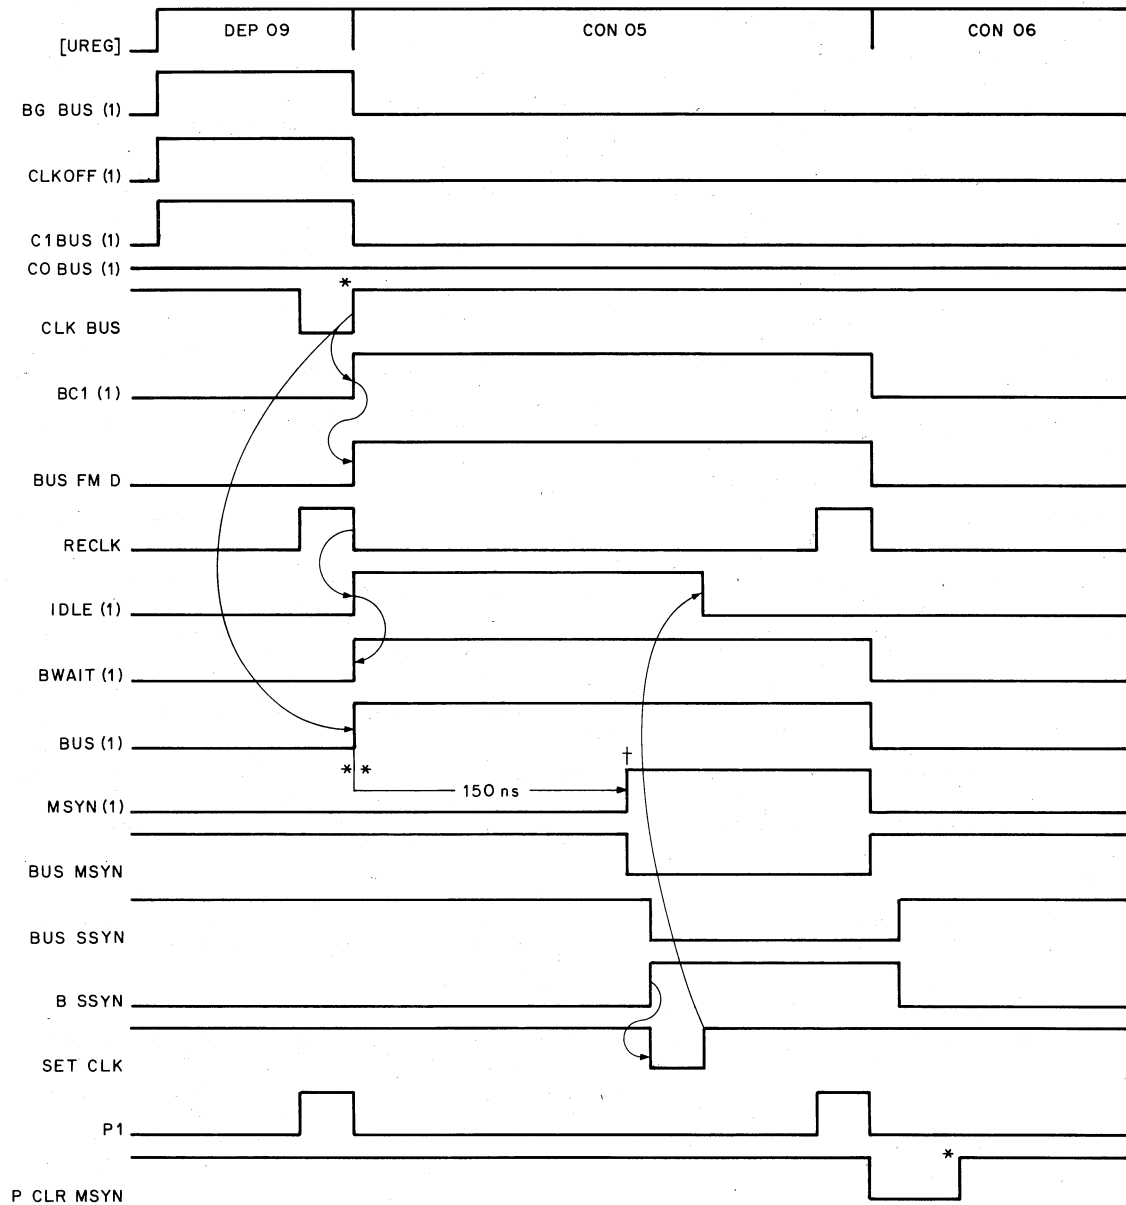 DEP 09
CON 05
CON 06
[UREG]
BG BUS (1)
CLKOFF (1)
C1BUS (1)
CO BUS (1)
*
CLK BUS
BC1 (1)
BUS FM D
RECLK
IDLE (1)
BWAIT (1)
BUS (1)
†
* *
150 ns
MSYN (1)
BUS MSYN
BUS SSYN
B SSYN
SET CLK
P1
*
P CLR MSYN